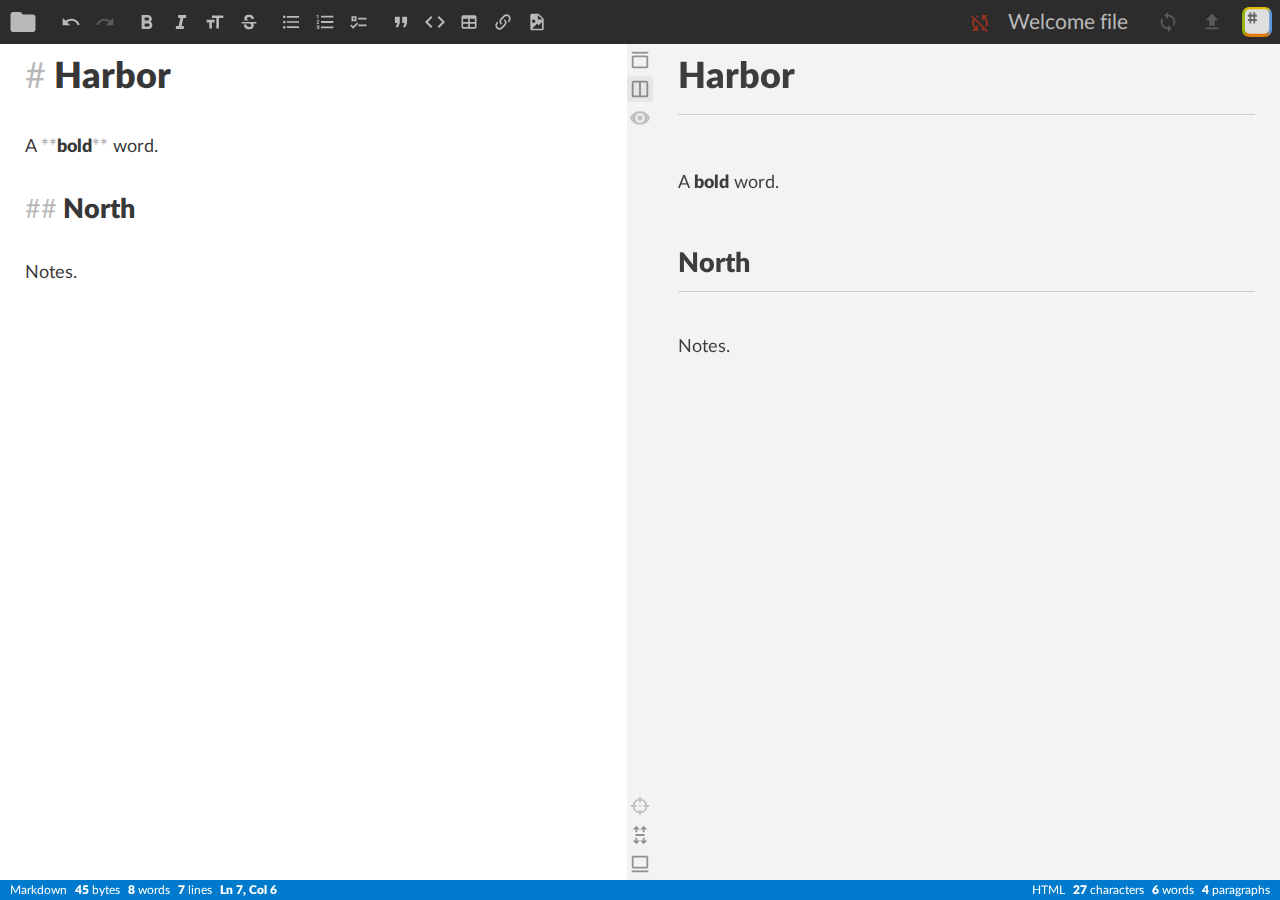 Welcome file
# Harbor
A **bold** word.
## North
Notes.
Harbor
A bold word.
North
Notes.
Markdown 45 bytes 8 words 7 lines Ln 7, Col 6
HTML 27 characters 6 words 4 paragraphs